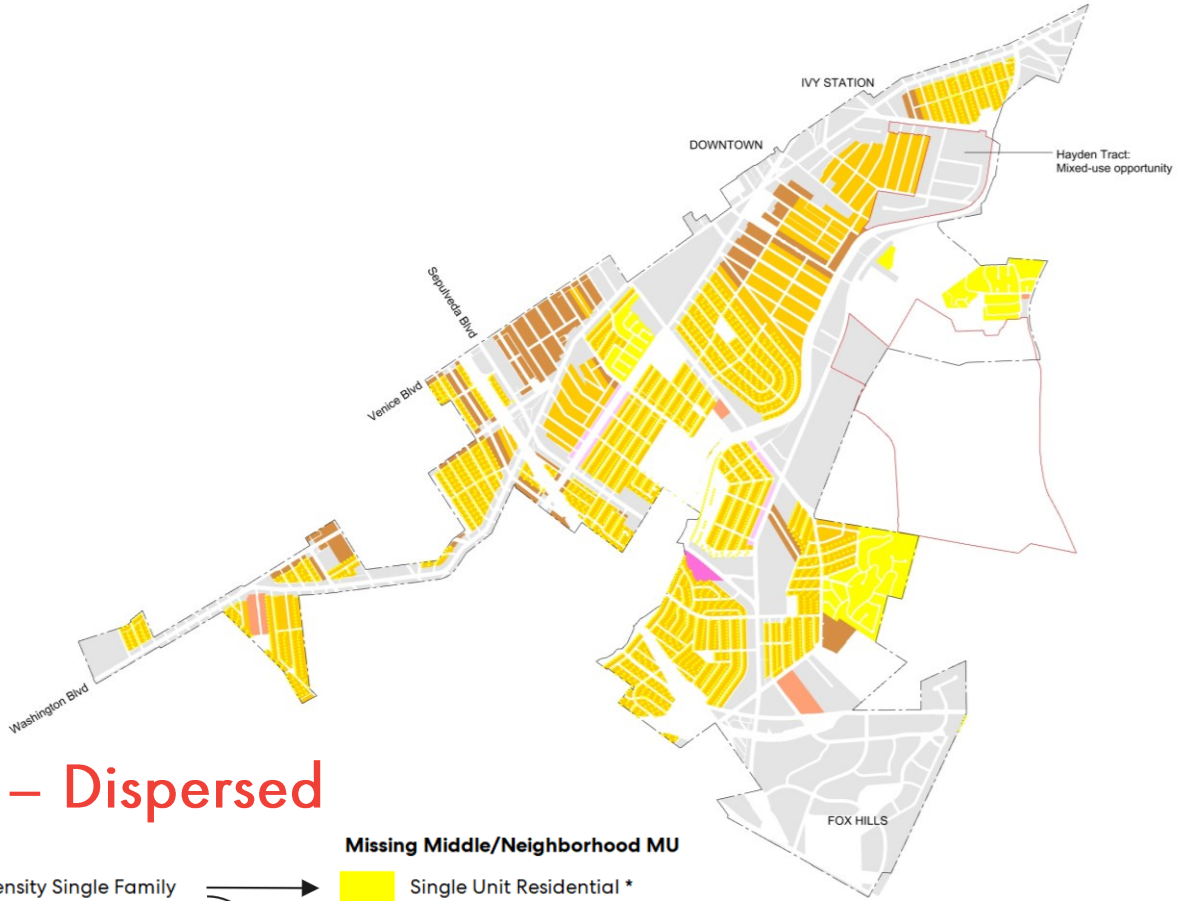 IVY STATION
DOWNTOWN
Hayden Tract:
Mixed-use opportunity
Sepulveda Blvd
Venice Blvd
Washington Blvd
– Dispersed
FOX HILLS
Missing Middle/Neighborhood MU
ensity Single Family
Single Unit Residential *